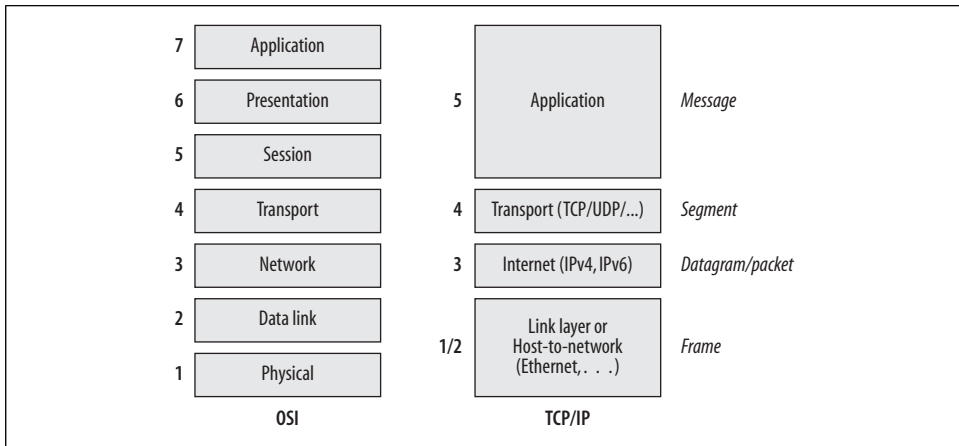 7 Application
6 Presentation
5 Session
4 Transport
3 Network
2 Data link
1 Physical
OSI
5 Application Message
4 Transport (TCP/UDP/...) Segment
3 Internet (IPv4, IPv6) Datagram/packet
1/2 Link layer or
Host-to-network
(Ethernet, . . .)
Frame
TCP/IP